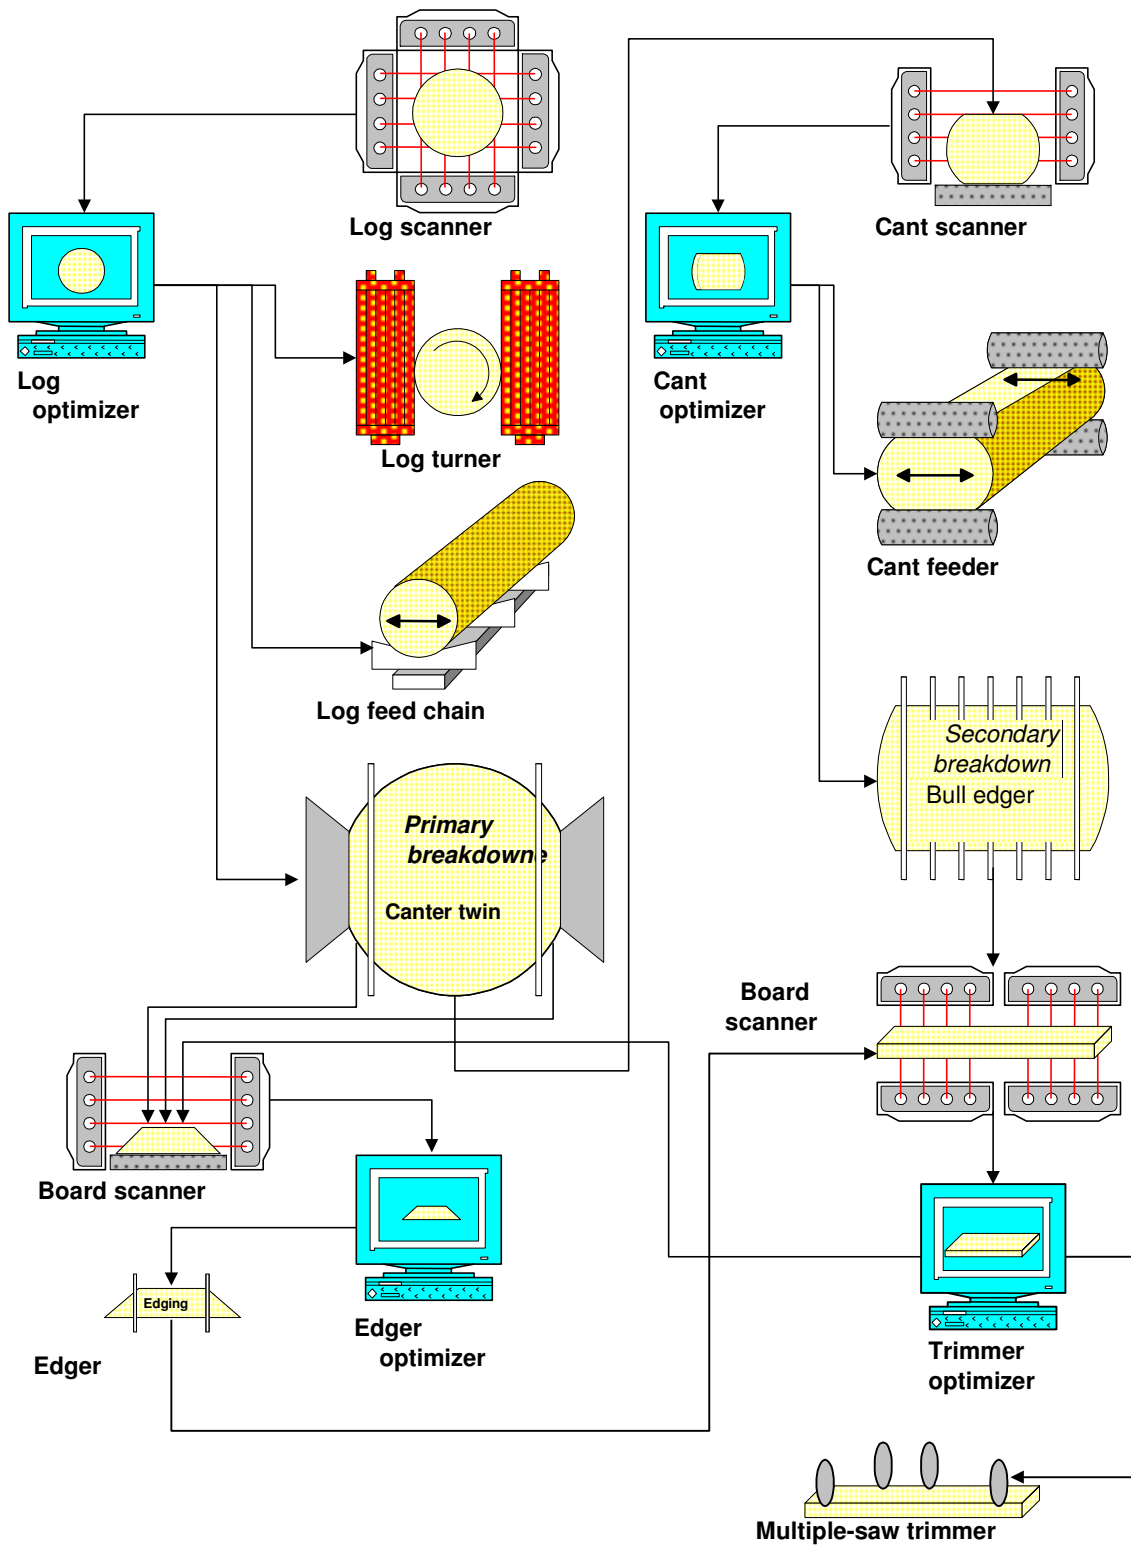 Log scanner
Cant scanner
Log
optimizer
Log turner
Cant
optimizer
Cant feeder
Log feed chain
Secondary
breakdown
Bull edger
Primary
breakdowne
Canter twin
Board
scanner
Board scanner
Edging
Edger
Edger
optimizer
Trimmer
optimizer
Multiple-saw trimmer